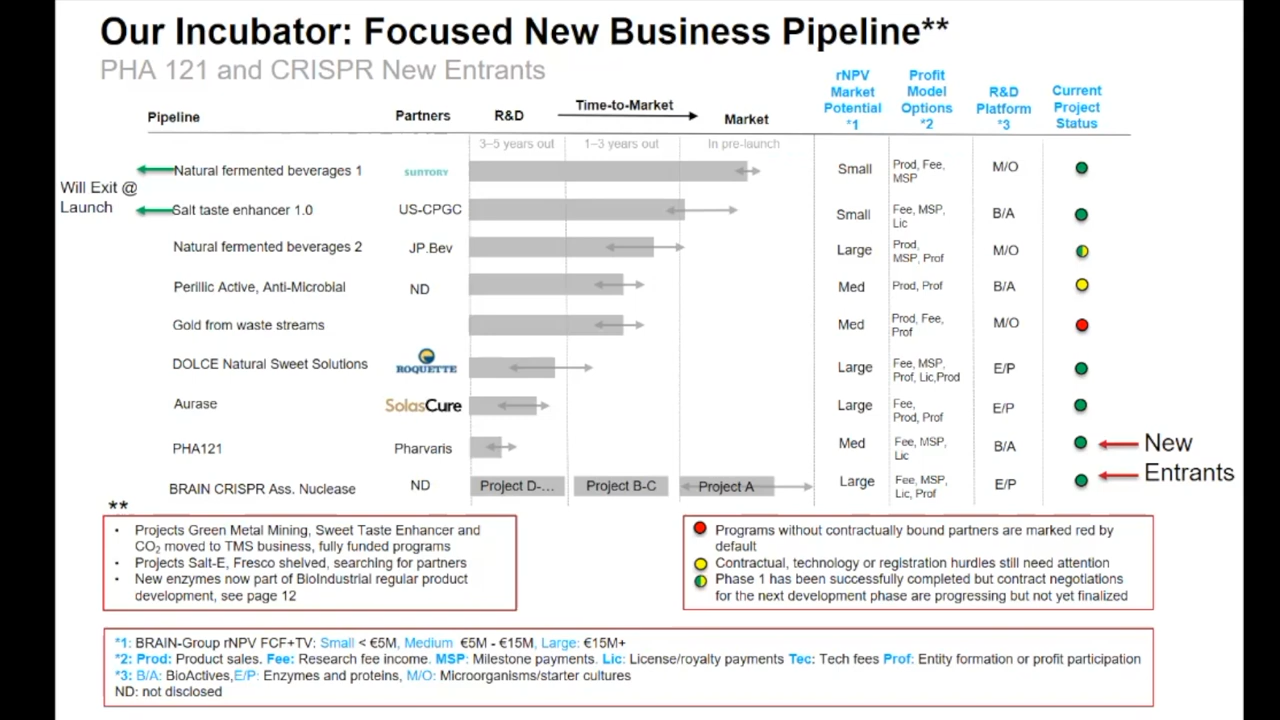 Our Incubator: Focused New Business Pipeline**
PHA 121 and CRISPR New Entrants
Pipeline
Partners
R&D
Time-to-Market
Market
rNPV
Market
Potential
*1
Profit
Model
Options
*2
R&D
Platform
*3
Current
Project
Status
3–5 years out
1–3 years out
In pre-launch
Will Exit @
Launch
Natural fermented beverages 1
SUNTORY
Small
Prod, Fee,
MSP
M/O
Salt taste enhancer 1.0
US-CPGC
Small
Fee, MSP,
Lic
B/A
Natural fermented beverages 2
JP.Bev
Large
Prod,
MSP, Prof
M/O
Perillic Active, Anti-Microbial
ND
Med
Prod, Prof
B/A
Gold from waste streams
Med
Prod, Fee,
Prof
M/O
DOLCE Natural Sweet Solutions
ROQUETTE
Large
Fee, MSP,
Prof, Lic,Prod
E/P
Aurase
SolasCure
Large
Fee,
Prod, Prof
E/P
PHA121
Pharvaris
Med
Fee, MSP,
Lic
B/A
BRAIN CRISPR Ass. Nuclease
ND
Project D-...
Project B-C
Project A
Large
Fee, MSP,
Lic, Prof
E/P
New
Entrants
**
• Projects Green Metal Mining, Sweet Taste Enhancer and
CO₂ moved to TMS business, fully funded programs
• Projects Salt-E, Fresco shelved, searching for partners
• New enzymes now part of BioIndustrial regular product
development, see page 12
Programs without contractually bound partners are marked red by
default
Contractual, technology or registration hurdles still need attention
Phase 1 has been successfully completed but contract negotiations
for the next development phase are progressing but not yet finalized
*1: BRAIN-Group rNPV FCF+TV: Small < €5M, Medium €5M - €15M, Large: €15M+
*2: Prod: Product sales. Fee: Research fee income. MSP: Milestone payments. Lic: License/royalty payments Tec: Tech fees Prof: Entity formation or profit participation
*3: B/A: BioActives,E/P: Enzymes and proteins, M/O: Microorganisms/starter cultures
ND: not disclosed